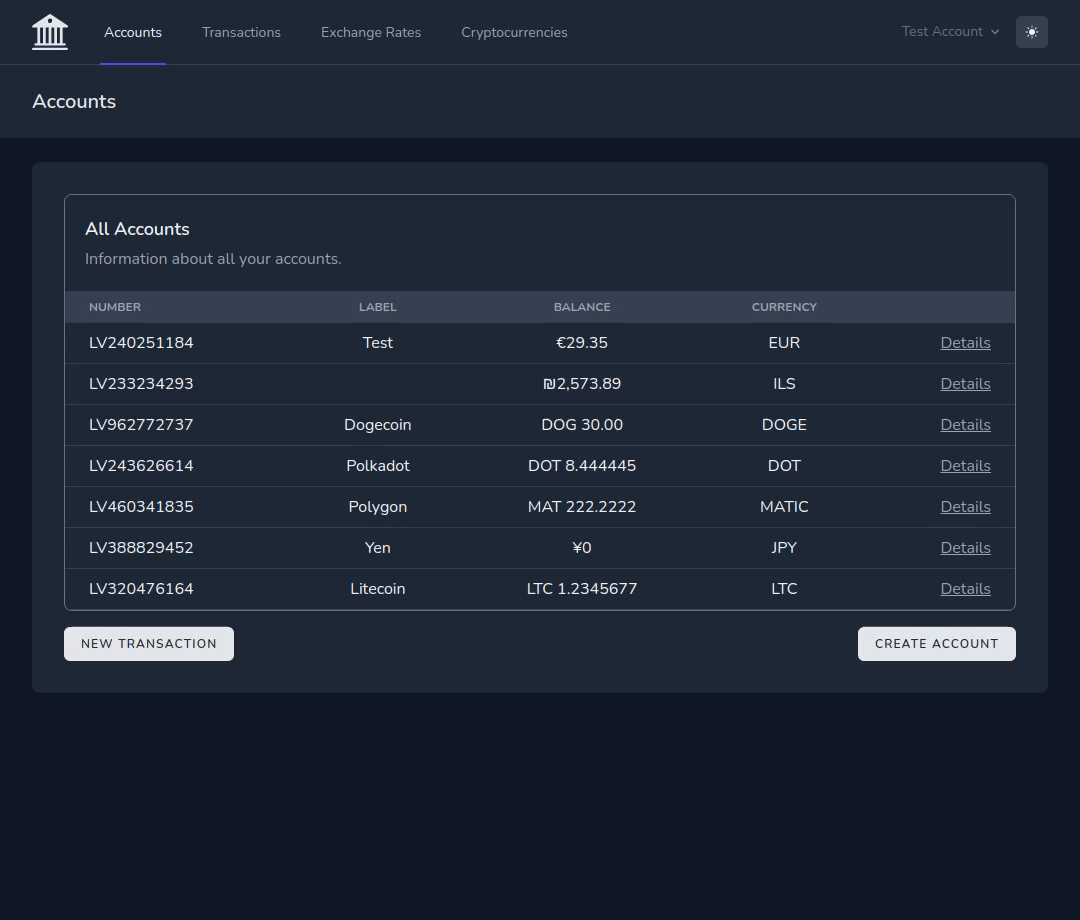 Accounts Transactions Exchange Rates Cryptocurrencies Test Account
Accounts
All Accounts
Information about all your accounts.
NUMBER LABEL BALANCE CURRENCY
LV240251184 Test €29.35 EUR Details
LV233234293 ₪2,573.89 ILS Details
LV962772737 Dogecoin DOG 30.00 DOGE Details
LV243626614 Polkadot DOT 8.444445 DOT Details
LV460341835 Polygon MAT 222.2222 MATIC Details
LV388829452 Yen ¥0 JPY Details
LV320476164 Litecoin LTC 1.2345677 LTC Details
NEW TRANSACTION CREATE ACCOUNT